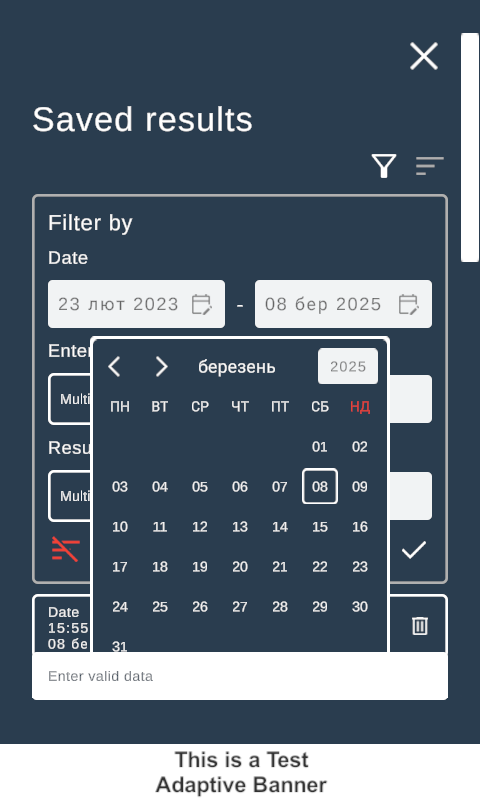 Saved results
Filter by
Date
23 лют 2023 - 08 бер 2025
Enter
березень 2025
Multi
ПН ВТ СР ЧТ ПТ СБ НД
01 02
Resu
03 04 05 06 07 08 09
Multi
10 11 12 13 14 15 16
17 18 19 20 21 22 23
24 25 26 27 28 29 30
31
Date
15:55
08 бе
Enter valid data
This is a Test
Adaptive Banner